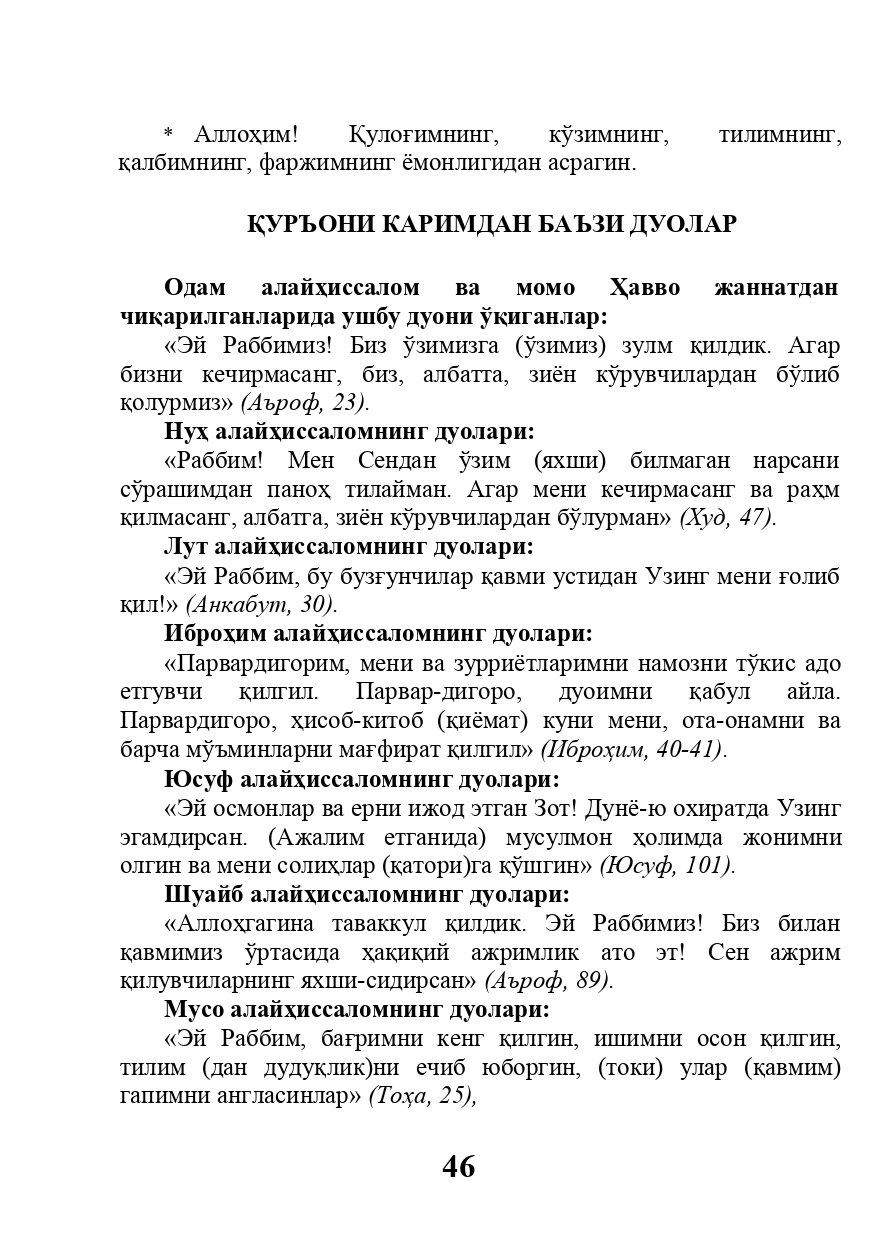 * Аллоҳим! Қулоғимнинг, кўзимнинг, тилимнинг,
қалбимнинг, фаржимнинг ёмонлигидан асрагин.
ҚУРЪОНИ КАРИМДАН БАЪЗИ ДУОЛАР
Одам алайҳиссалом ва момо Ҳавво жаннатдан
чиқарилганларида ушбу дуони ўқиганлар:
«Эй Раббимиз! Биз ўзимизга (ўзимиз) зулм қилдик. Агар
бизни кечирмасанг, биз, албатта, зиён кўрувчилардан бўлиб
қолурмиз» (Аъроф, 23).
Нуҳ алайҳиссаломнинг дуолари:
«Раббим! Мен Сендан ўзим (яхши) билмаган нарсани
сўрашимдан паноҳ тилайман. Агар мени кечирмасанг ва раҳм
қилмасанг, албатга, зиён кўрувчилардан бўлурман» (Худ, 47).
Лут алайҳиссаломнинг дуолари:
«Эй Раббим, бу бузғунчилар қавми устидан Узинг мени ғолиб
қил!» (Анкабут, 30).
Иброҳим алайҳиссаломнинг дуолари:
«Парвардигорим, мени ва зурриётларимни намозни тўкис адо
етгувчи қилгил. Парвар-дигоро, дуоимни қабул айла.
Парвардигоро, ҳисоб-китоб (қиёмат) куни мени, ота-онамни ва
барча мўъминларни мағфират қилгил» (Иброҳим, 40-41).
Юсуф алайҳиссаломнинг дуолари:
«Эй осмонлар ва ерни ижод этган Зот! Дунё-ю охиратда Узинг
эгамдирсан. (Ажалим етганида) мусулмон ҳолимда жонимни
олгин ва мени солиҳлар (қатори)га қўшгин» (Юсуф, 101).
Шуайб алайҳиссаломнинг дуолари:
«Аллоҳгагина таваккул қилдик. Эй Раббимиз! Биз билан
қавмимиз ўртасида ҳақиқий ажримлик ато эт! Сен ажрим
қилувчиларнинг яхши-сидирсан» (Аъроф, 89).
Мусо алайҳиссаломнинг дуолари:
«Эй Раббим, бағримни кенг қилгин, ишимни осон қилгин,
тилим (дан дудуқлик)ни ечиб юборгин, (токи) улар (қавмим)
гапимни англасинлар» (Тоҳа, 25),
46